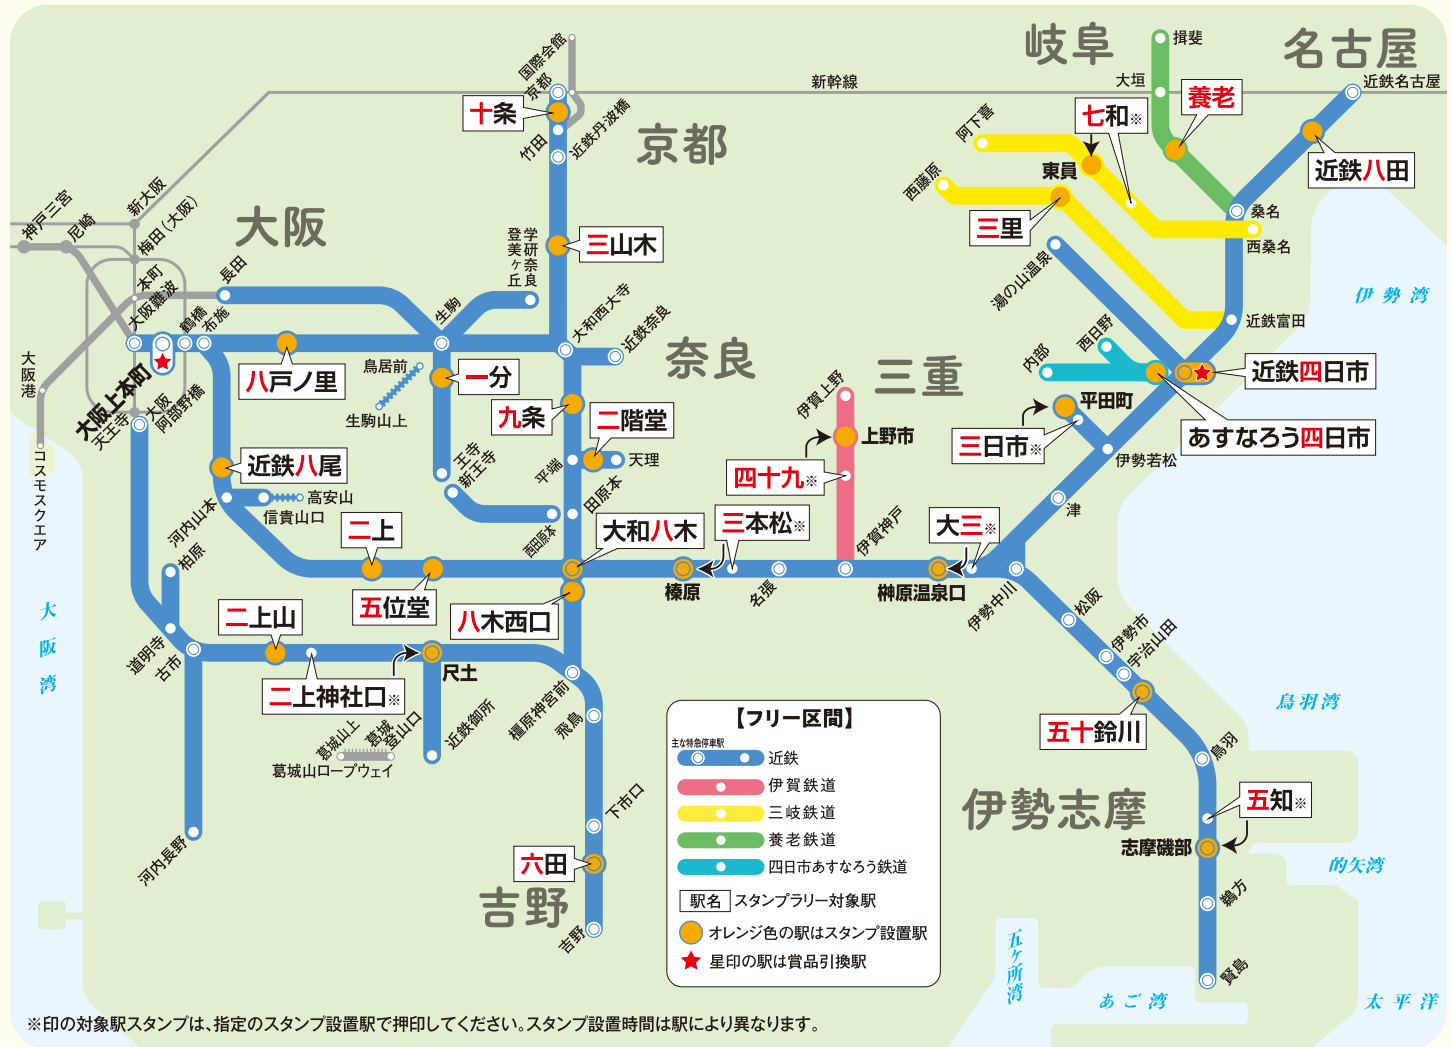 岐阜
名古屋
京都
大阪
奈良
三重
伊勢志摩
吉野
国際会館
京都
新幹線
揖斐
大垣
養老
近鉄名古屋
近鉄八田
十条
竹田
近鉄丹波橋
阿下喜
七和※
東員
西藤原
三里
桑名
西桑名
湯の山温泉
近鉄富田
西日野
内部
近鉄四日市
あすなろう四日市
伊勢湾
神戸三宮
尼崎
新大阪
梅田(大阪)
本町
大阪難波
長田
鶴橋
布施
登美ヶ丘
学研奈良
三山木
生駒
大和西大寺
近鉄奈良
大阪港
コスモスクエア
大阪上本町
天王寺
大阪
阿部野橋
八戸ノ里
鳥居前
生駒山上
一分
九条
二階堂
平端
天理
王寺
新王寺
田原本
西田原本
近鉄八尾
河内山本
高安山
信貴山口
柏原
二上
五位堂
大和八木
八木西口
三本松※
榛原
名張
伊賀上野
上野市
四十九※
伊賀神戸
大三※
榊原温泉口
平田町
三日市※
伊勢若松
津
伊勢中川
松阪
伊勢市
宇治山田
五十鈴川
鳥羽
五知※
志摩磯部
鵜方
賢島
道明寺
古市
二上山
二上神社口※
尺土
葛城山上
葛城
登山口
葛城山ロープウェイ
近鉄御所
橿原神宮前
飛鳥
下市口
六田
吉野
河内長野
大阪湾
鳥羽湾
的矢湾
五ヶ所湾
あご湾
太平洋
【フリー区間】
主な特急停車駅
近鉄
伊賀鉄道
三岐鉄道
養老鉄道
四日市あすなろう鉄道
駅名 スタンプラリー対象駅
オレンジ色の駅はスタンプ設置駅
星印の駅は賞品引換駅
※印の対象駅スタンプは、指定のスタンプ設置駅で押印してください。スタンプ設置時間は駅により異なります。